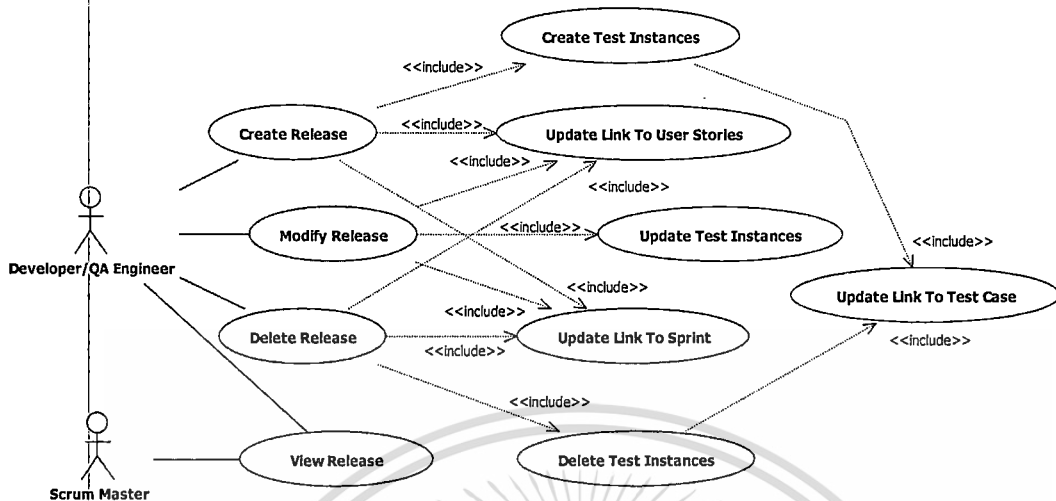 Create Test Instances
<<include>>
Create Release
<<include>>
Update Link To User Stories
<<include>>
<<include>>
Modify Release
<<include>>
Update Test Instances
Developer/QA Engineer
<<include>>
<<include>>
Update Link To Test Case
<<include>>
Delete Release
<<include>>
Update Link To Sprint
<<include>>
<<include>>
<<include>>
View Release
Delete Test Instances
Scrum Master